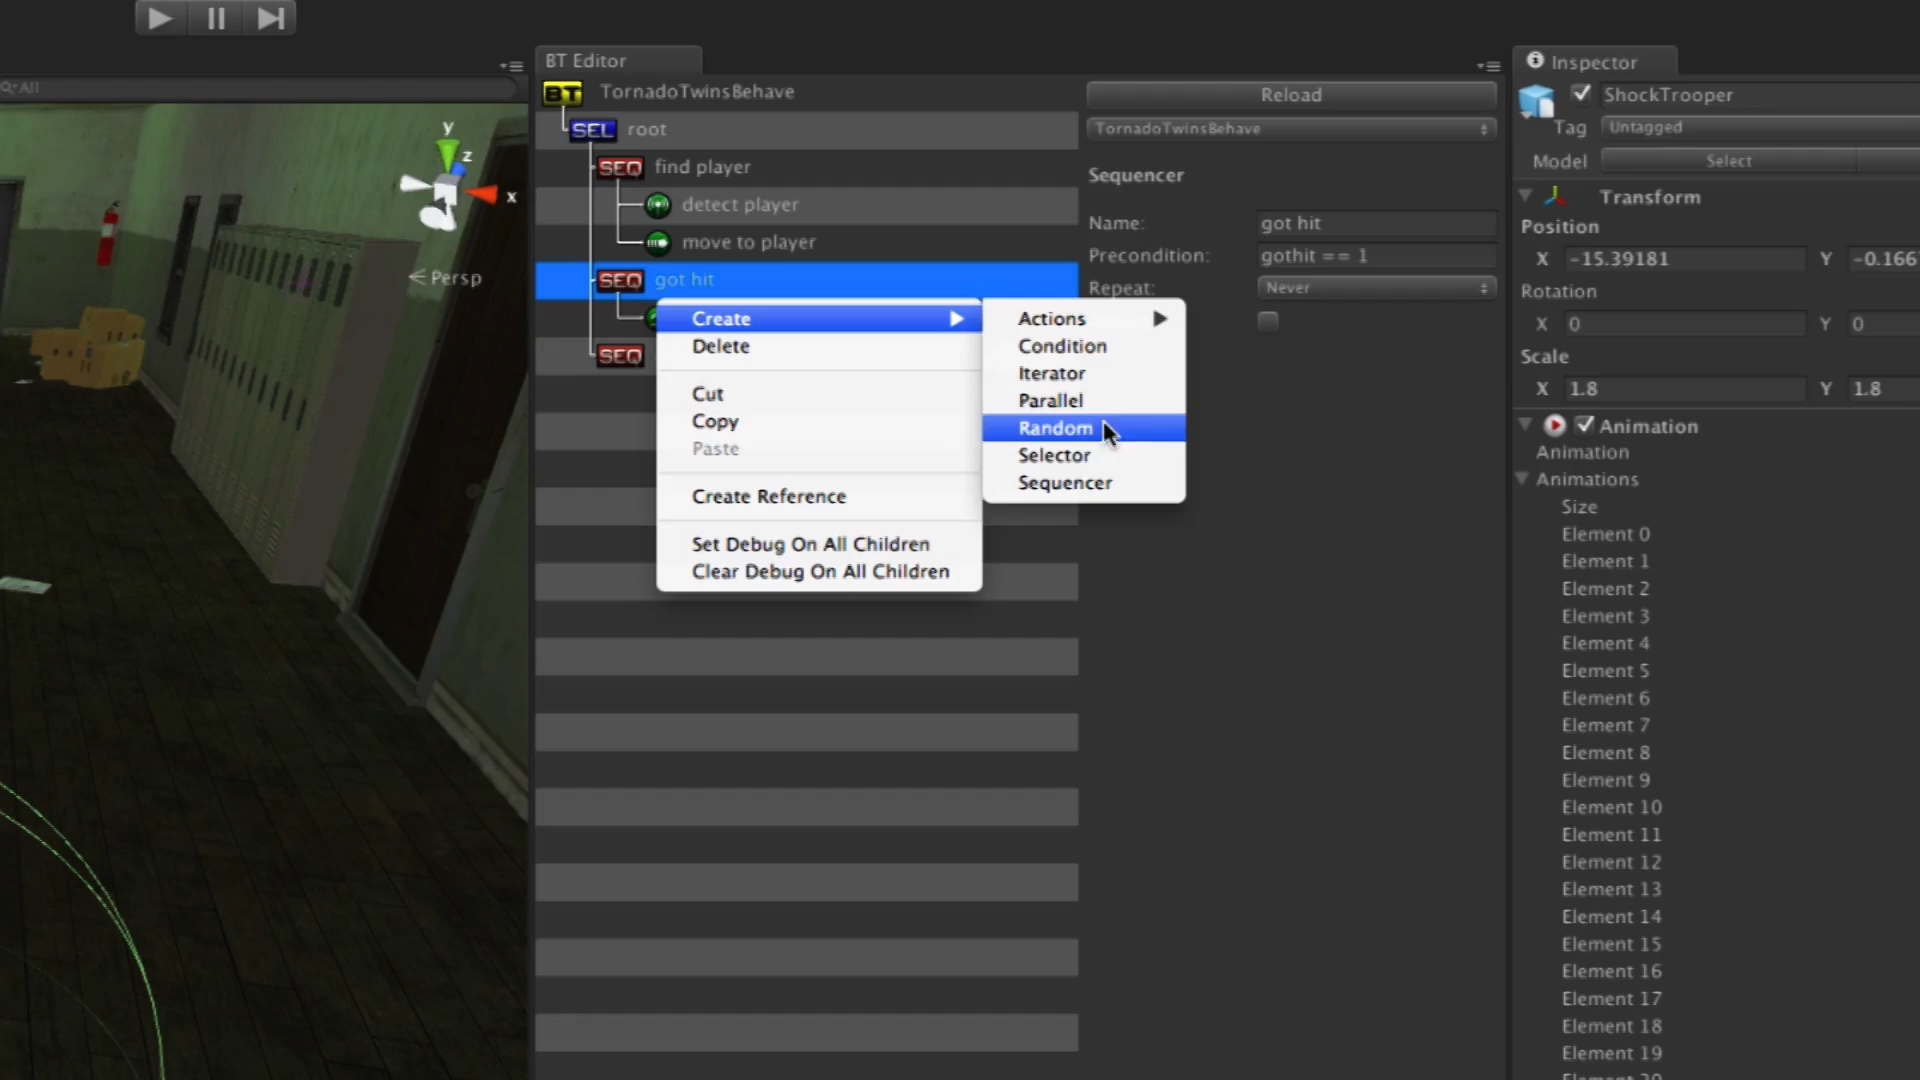 BT Editor
Inspector
All
BT TornadoTwinsBehave
Reload
ShockTrooper
SEL root
TornadoTwinsBehave
Tag Untagged
y
z
x
Persp
SEQ find player
Sequencer
Model Select
detect player
Name: got hit
Transform
move to player
Precondition: gothit == 1
Position
X -15.39181 Y -0.166
SEQ got hit
Repeat: Never
Rotation
X 0 Y 0
SEQ
Create
Delete
Cut
Copy
Paste
Create Reference
Set Debug On All Children
Clear Debug On All Children
Actions
Condition
Iterator
Parallel
Random
Selector
Sequencer
Scale
X 1.8 Y 1.8
Animation
Animation
Animations
Size
Element 0
Element 1
Element 2
Element 3
Element 4
Element 5
Element 6
Element 7
Element 8
Element 9
Element 10
Element 11
Element 12
Element 13
Element 14
Element 15
Element 16
Element 17
Element 18
Element 19